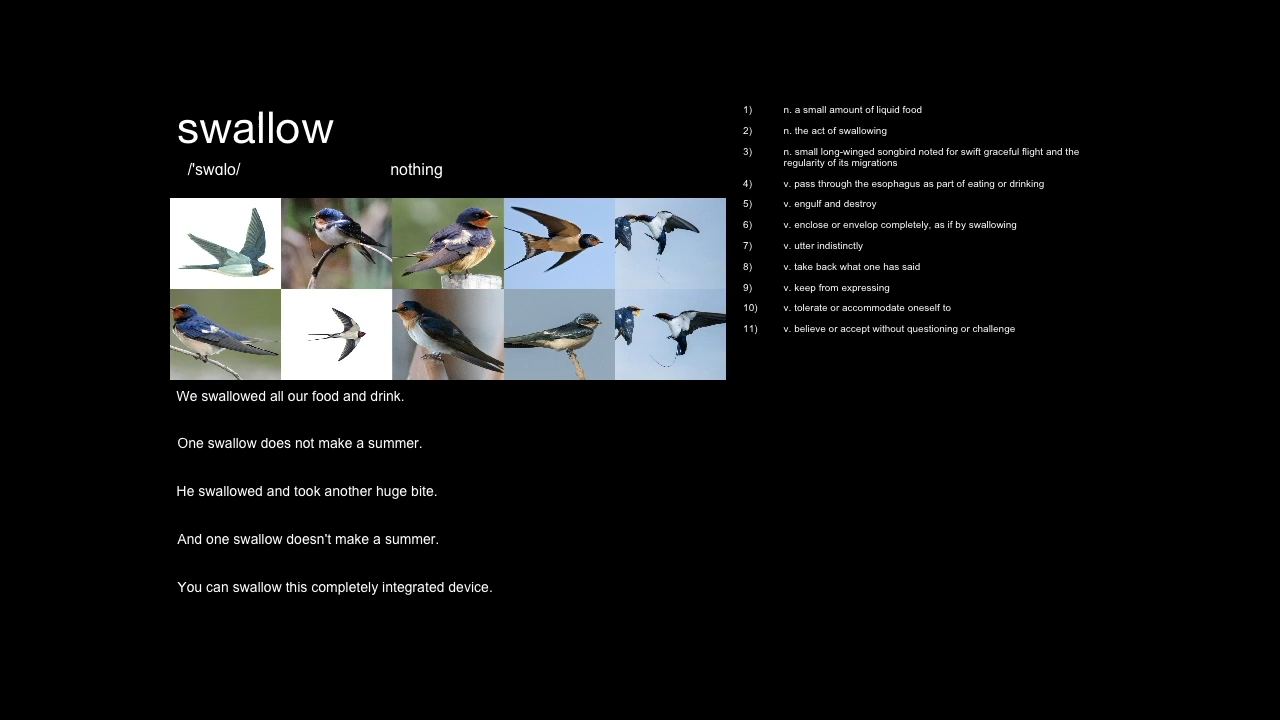 swallow
/'swɑlo/
nothing
We swallowed all our food and drink.
One swallow does not make a summer.
He swallowed and took another huge bite.
And one swallow doesn't make a summer.
You can swallow this completely integrated device.
1) n. a small amount of liquid food
2) n. the act of swallowing
3) n. small long-winged songbird noted for swift graceful flight and the
regularity of its migrations
4) v. pass through the esophagus as part of eating or drinking
5) v. engulf and destroy
6) v. enclose or envelop completely, as if by swallowing
7) v. utter indistinctly
8) v. take back what one has said
9) v. keep from expressing
10) v. tolerate or accommodate oneself to
11) v. believe or accept without questioning or challenge